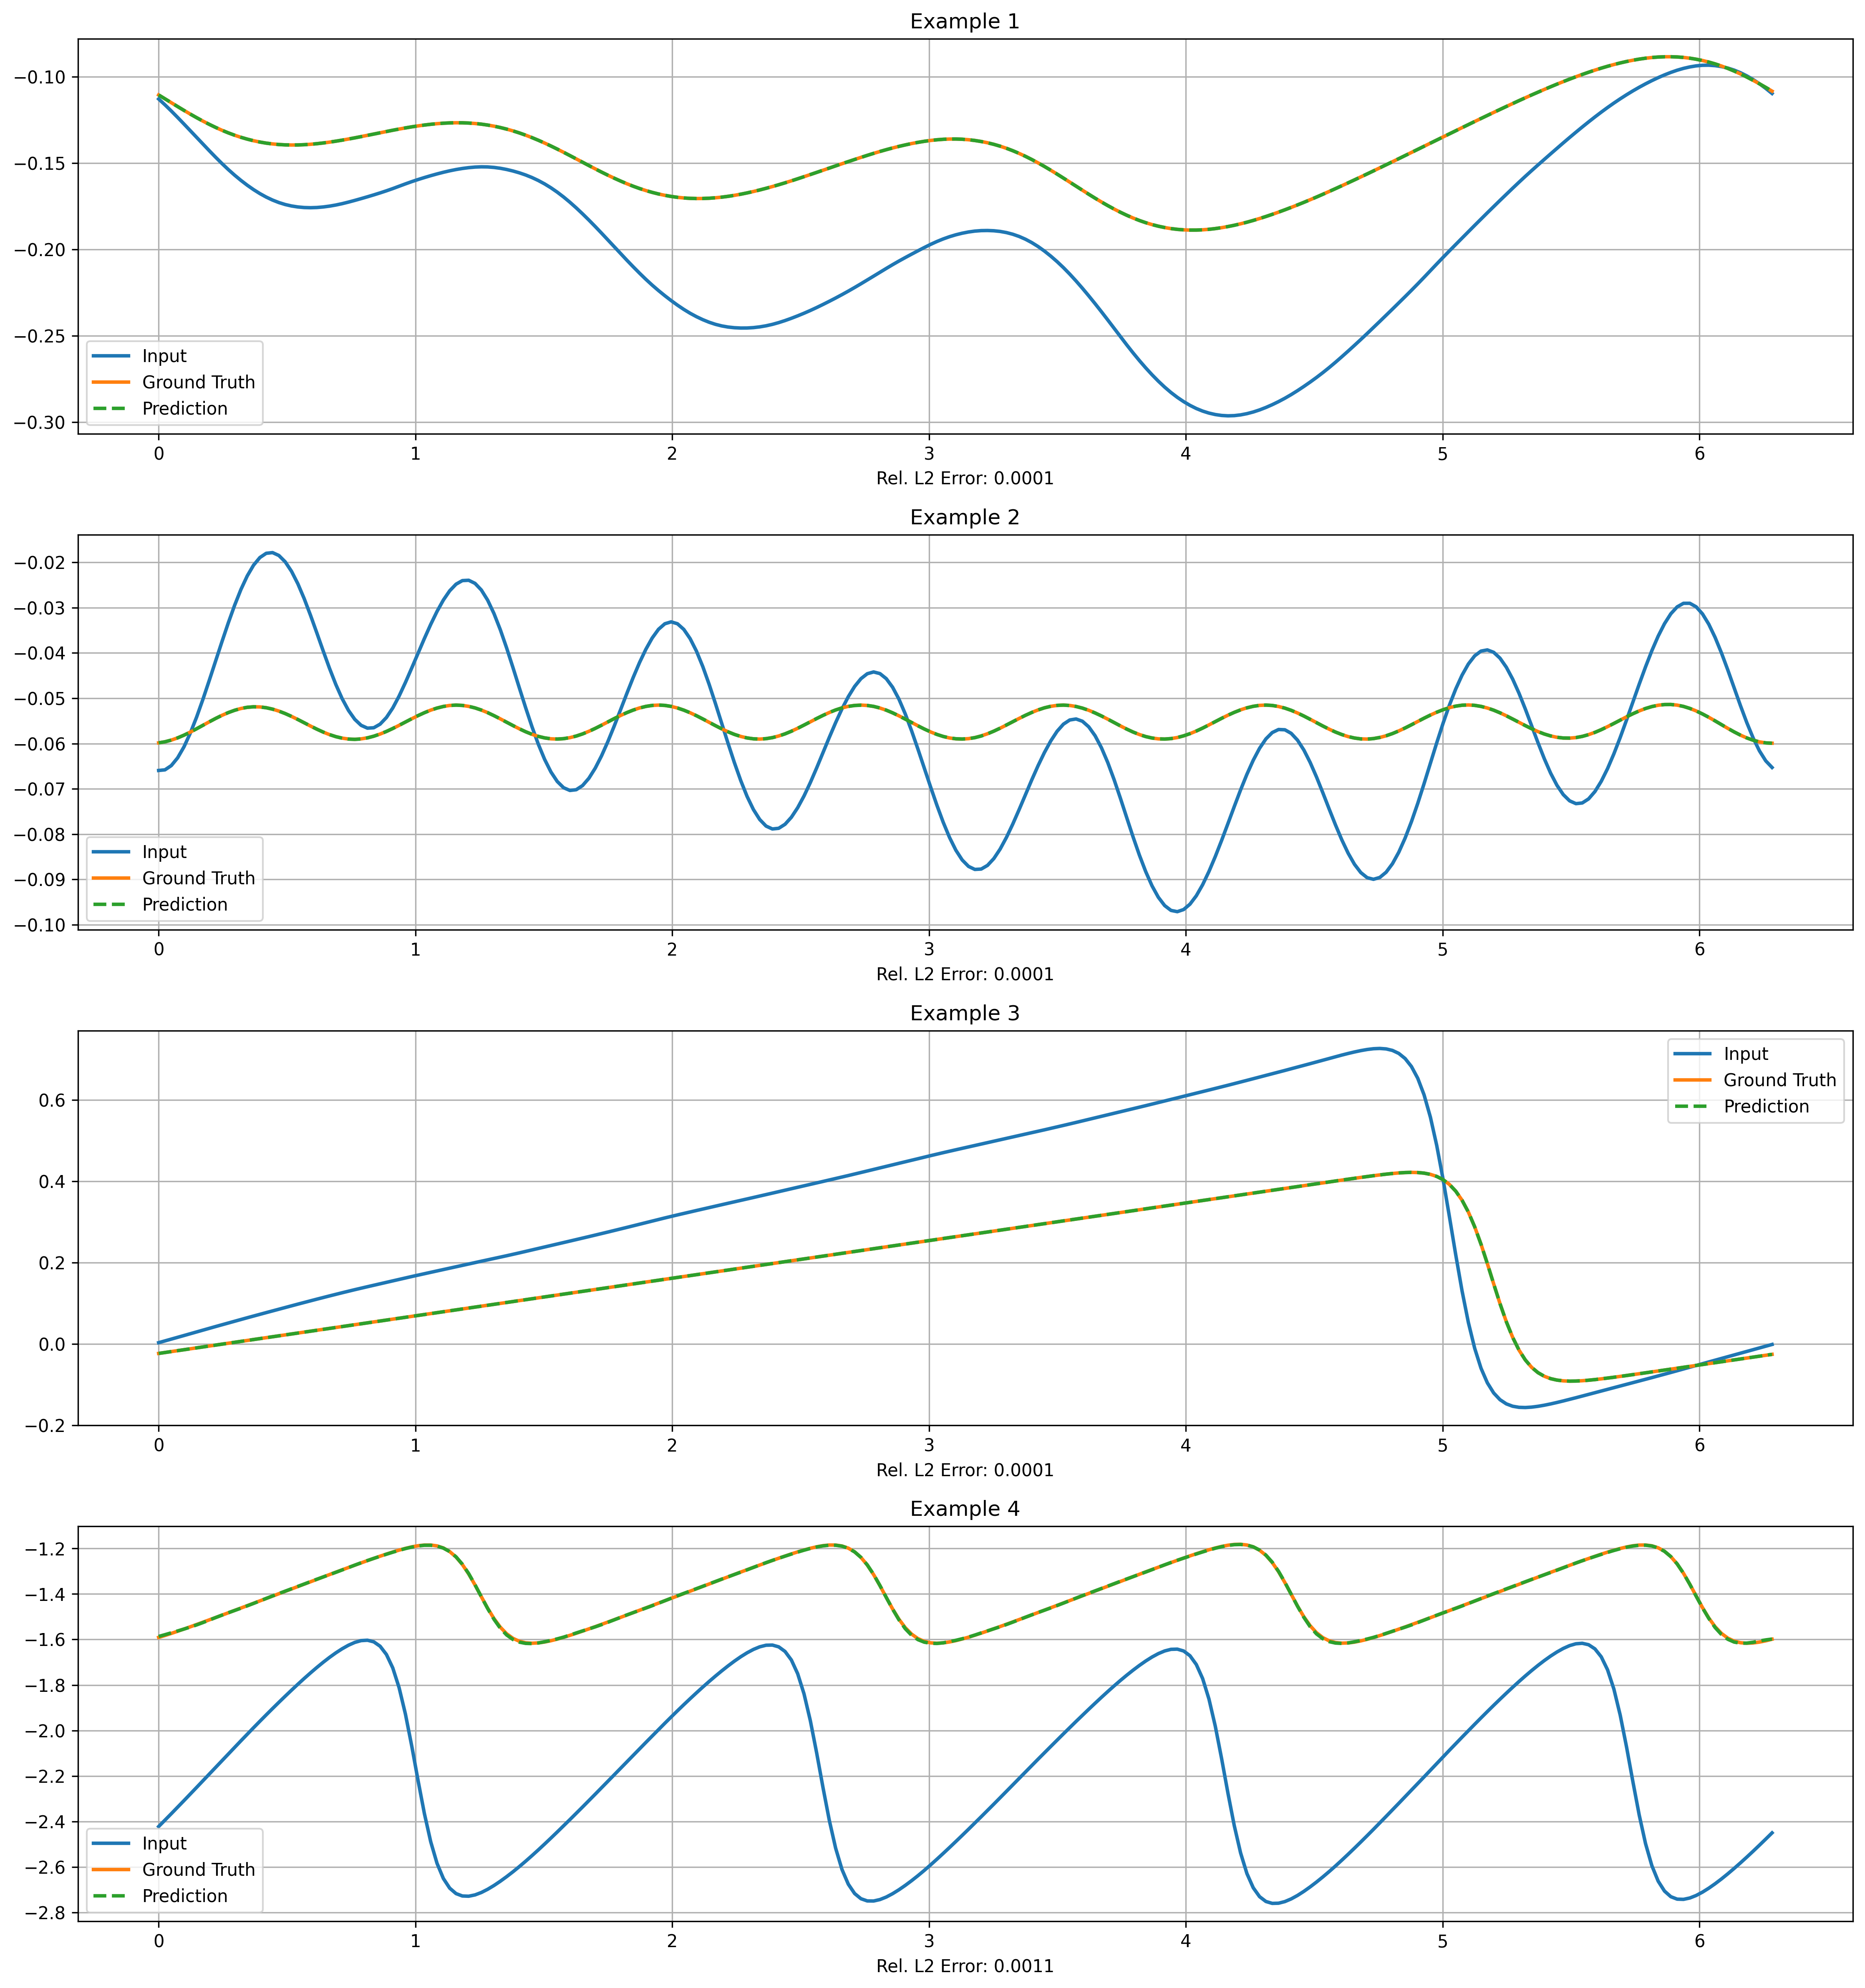 Example 1
−0.10
−0.15
−0.20
−0.25
−0.30
Input
Ground Truth
Prediction
0 1 2 3 4 5 6
Rel. L2 Error: 0.0001
Example 2
−0.02
−0.03
−0.04
−0.05
−0.06
−0.07
−0.08
−0.09
−0.10
Input
Ground Truth
Prediction
0 1 2 3 4 5 6
Rel. L2 Error: 0.0001
Example 3
0.6
0.4
0.2
0.0
−0.2
Input
Ground Truth
Prediction
0 1 2 3 4 5 6
Rel. L2 Error: 0.0001
Example 4
−1.2
−1.4
−1.6
−1.8
−2.0
−2.2
−2.4
−2.6
−2.8
Input
Ground Truth
Prediction
0 1 2 3 4 5 6
Rel. L2 Error: 0.0011